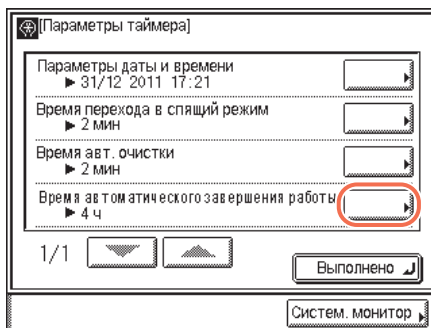 [Параметры таймера]
Параметры даты и времени
▶ 31/12 2011 17:21
Время перехода в спящий режим
▶ 2 мин
Время авт. очистки
▶ 2 мин
Время автоматического завершения работы
▶ 4 ч
1/1
Выполнено
Систем. монитор